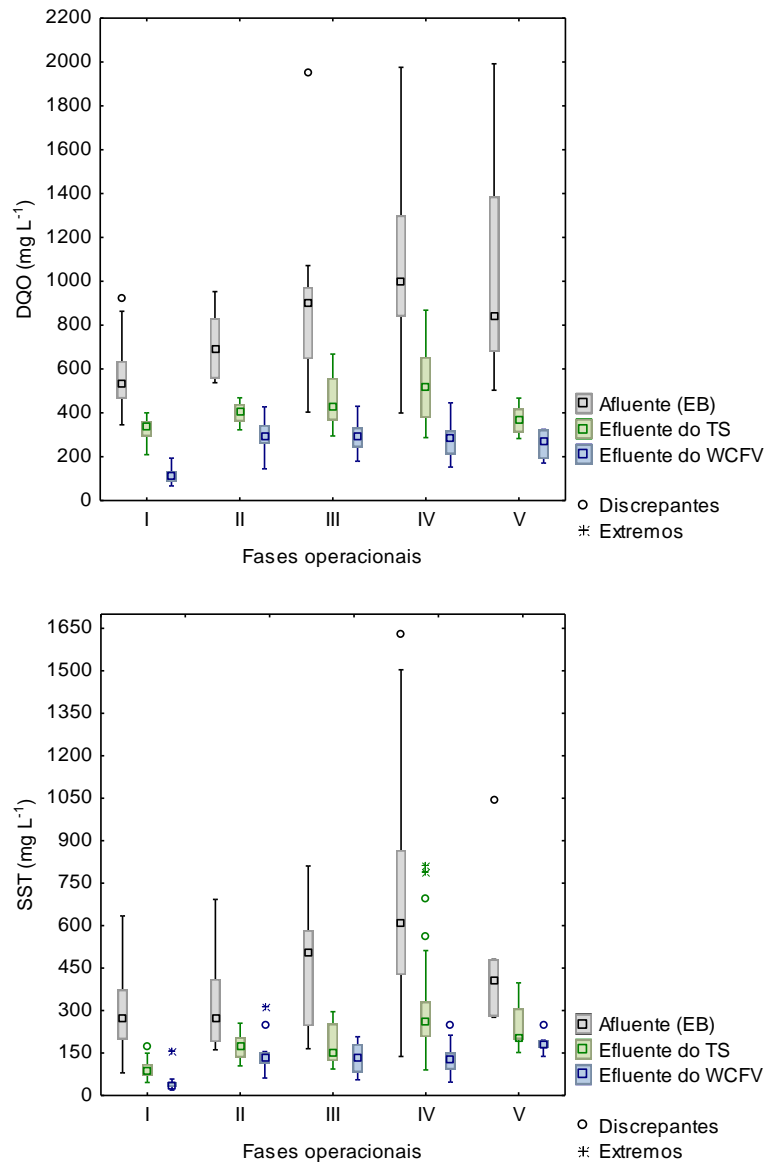 2200
2000
1800
1600
1400
1200
1000
800
600
400
200
0
DQO (mg L⁻¹)
I II III IV V
Fases operacionais
Afluente (EB)
Efluente do TS
Efluente do WCFV
Discrepantes
Extremos
1650
1500
1350
1200
1050
900
750
600
450
300
150
0
SST (mg L⁻¹)
I II III IV V
Fases operacionais
Afluente (EB)
Efluente do TS
Efluente do WCFV
Discrepantes
Extremos